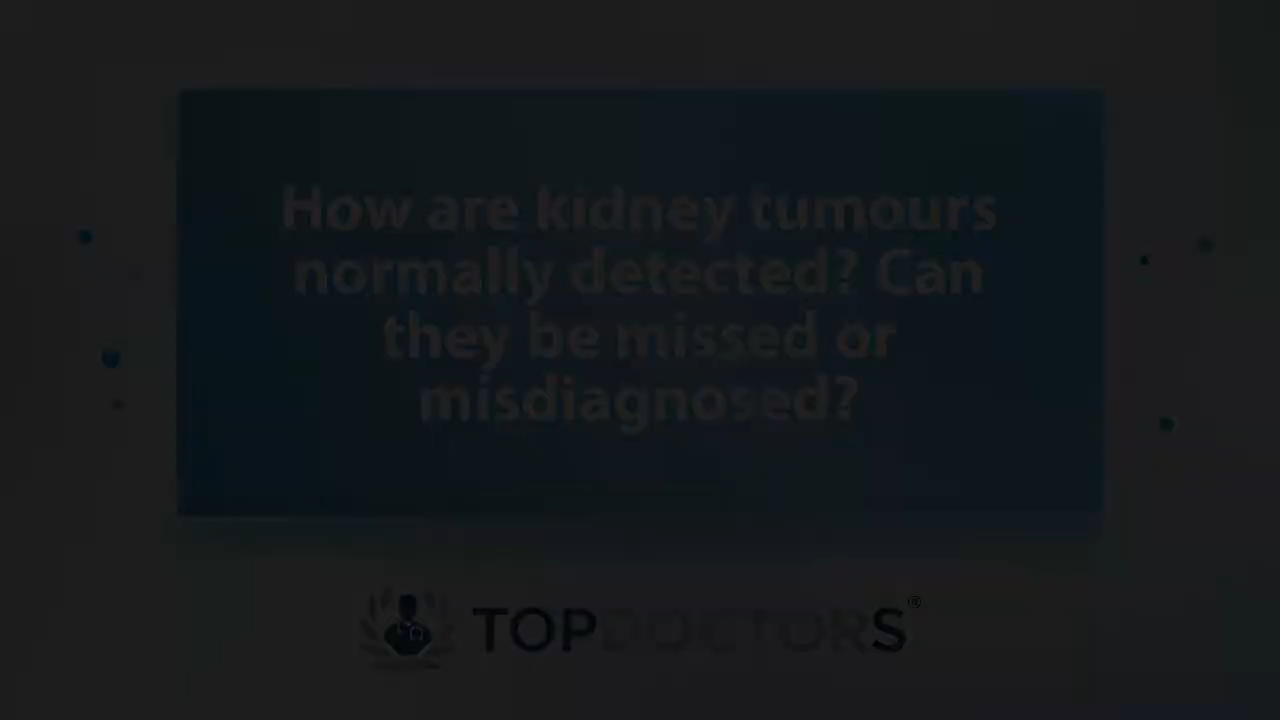 How are kidney tumours
normally detected? Can
they be missed or
misdiagnosed?
TOPDOCTORS®